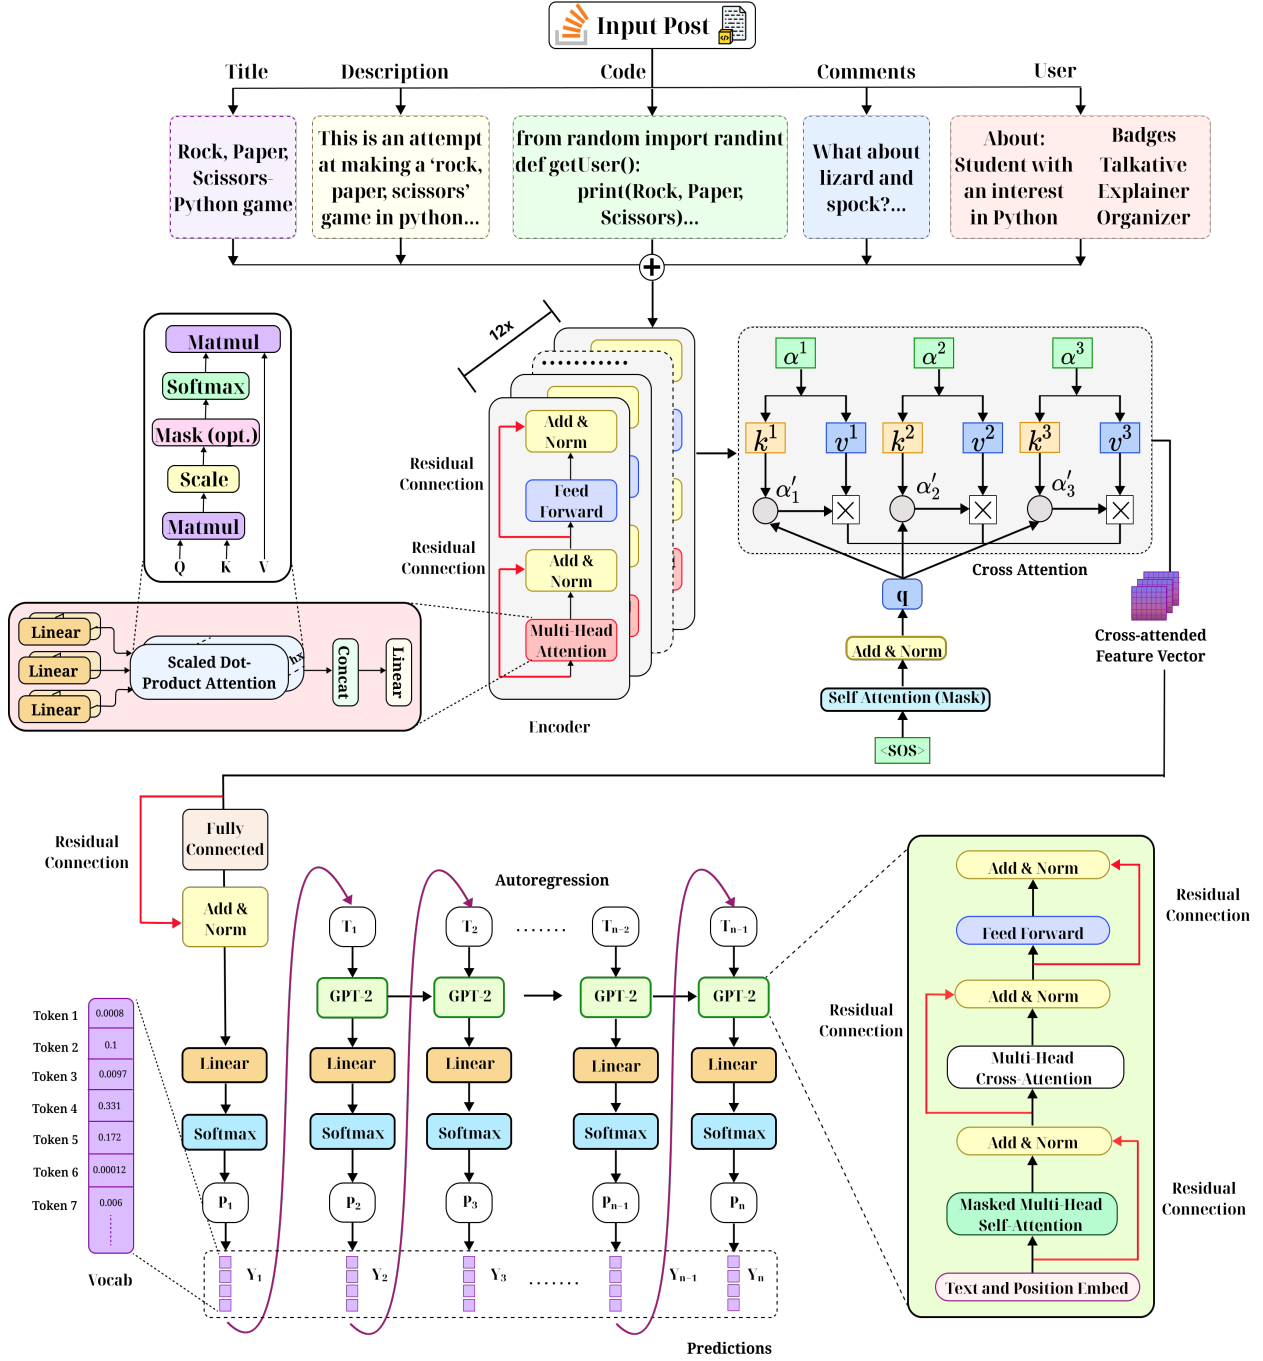 Input Post
Title
Description
Code
Comments
User
Rock, Paper,
Scissors-
Python game
This is an attempt
at making a ‘rock,
paper, scissors’
game in python...
from random import randint
def getUser():
print(Rock, Paper,
Scissors)...
What about
lizard and
spock?...
About:
Student with
an interest
in Python
Badges
Talkative
Explainer
Organizer
+
Matmul
Softmax
Mask (opt.)
Scale
Matmul
Q K V
12x
Add &
Norm
Feed
Forward
Add &
Norm
Multi-Head
Attention
Residual
Connection
Residual
Connection
Encoder
Linear
Linear
Linear
Scaled Dot-
Product Attention
hx
Concat
Linear
α¹ α² α³
k¹ v¹ k² v² k³ v³
α′₁ α′₂ α′₃
Cross Attention
q
Add & Norm
Self Attention (Mask)
<SOS>
Cross-attended
Feature Vector
Residual
Connection
Fully
Connected
Add &
Norm
Autoregression
T₁ T₂ ....... Tₙ₋₂ Tₙ₋₁
GPT-2 GPT-2 GPT-2 GPT-2
Linear Linear Linear Linear Linear
Softmax Softmax Softmax Softmax Softmax
P₁ P₂ P₃ Pₙ₋₁ Pₙ
Y₁ Y₂ Y₃ ....... Yₙ₋₁ Yₙ
Predictions
Token 1 0.0008
Token 2 0.1
Token 3 0.0097
Token 4 0.331
Token 5 0.172
Token 6 0.00012
Token 7 0.006
Vocab
Add & Norm
Feed Forward
Add & Norm
Multi-Head
Cross-Attention
Add & Norm
Masked Multi-Head
Self-Attention
Text and Position Embed
Residual
Connection
Residual
Connection
Residual
Connection